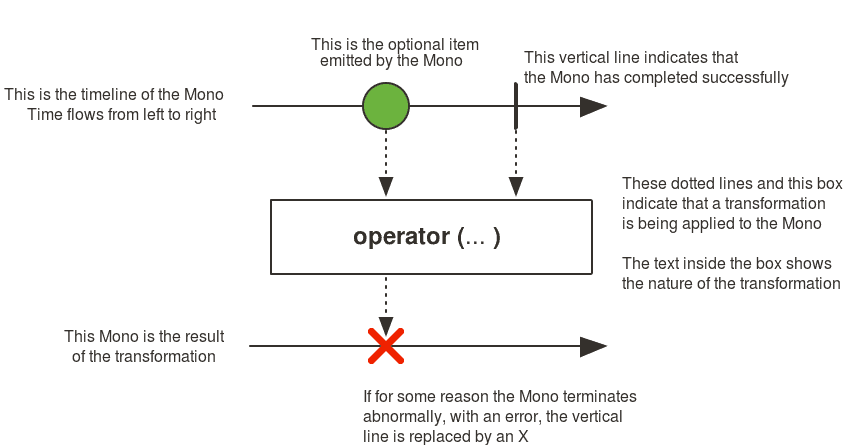 This is the optional item
emitted by the Mono
This vertical line indicates that
the Mono has completed successfully
This is the timeline of the Mono
Time flows from left to right
These dotted lines and this box
indicate that a transformation
is being applied to the Mono
operator (... )
The text inside the box shows
the nature of the transformation
This Mono is the result
of the transformation
If for some reason the Mono terminates
abnormally, with an error, the vertical
line is replaced by an X